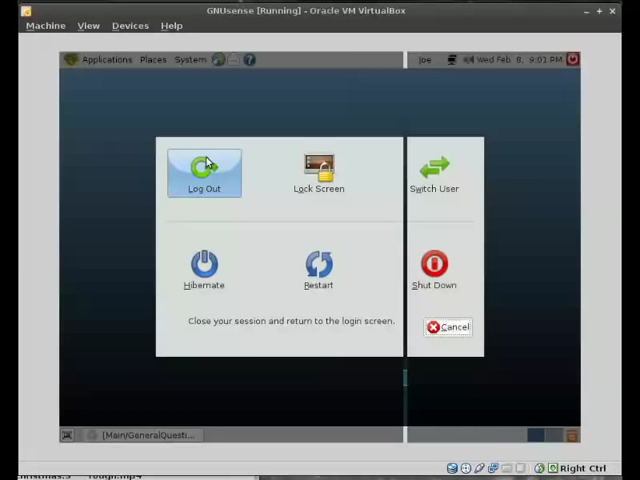 GNUsense [Running] - Oracle VM VirtualBox
Machine View Devices Help
Applications Places System joe Wed Feb 8, 9:01 PM
Log Out Lock Screen Switch User
Hibernate Restart Shut Down
Close your session and return to the login screen.
Cancel
[Main/GeneralQuesti...
Right Ctrl
rough.mp4